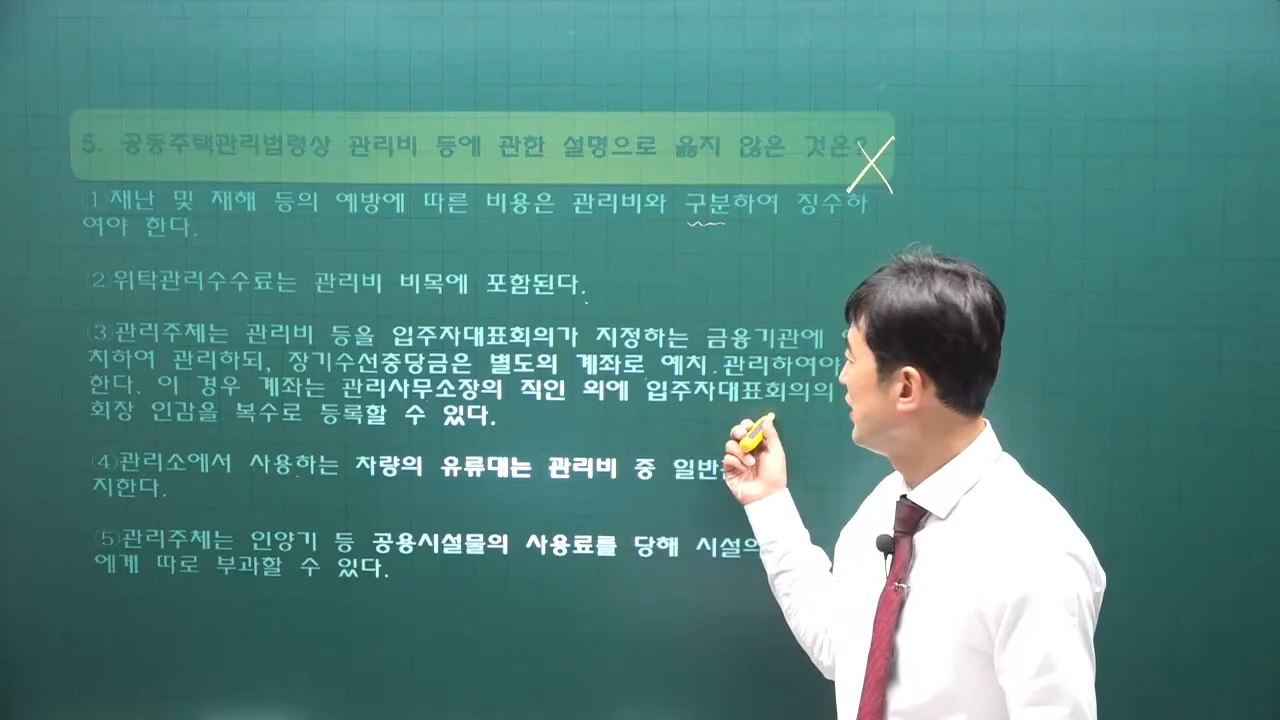 5. 공동주택관리법령상 관리비 등에 관한 설명으로 옳지 않은 것은?
(1)재난 및 재해 등의 예방에 따른 비용은 관리비와 구분하여 징수하
여야 한다.
(2)위탁관리수수료는 관리비 비목에 포함된다.
(3)관리주체는 관리비 등을 입주자대표회의가 지정하는 금융기관에
치하여 관리하되, 장기수선충당금은 별도의 계좌로 예치.관리하여야
한다. 이 경우 계좌는 관리사무소장의 직인 외에 입주자대표회의의
회장 인감을 복수로 등록할 수 있다.
(4)관리소에서 사용하는 차량의 유류대는 관리비 중
지한다.
(5)관리주체는 인양기 등 공용시설물의 사용료를 당해
에게 따로 부과할 수 있다.